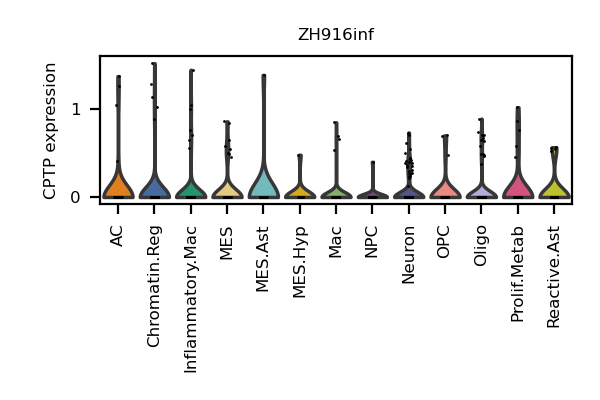 ZH916inf
CPTP expression
1
0
AC
Chromatin.Reg
Inflammatory.Mac
MES
MES.Ast
MES.Hyp
Mac
NPC
Neuron
OPC
Oligo
Prolif.Metab
Reactive.Ast